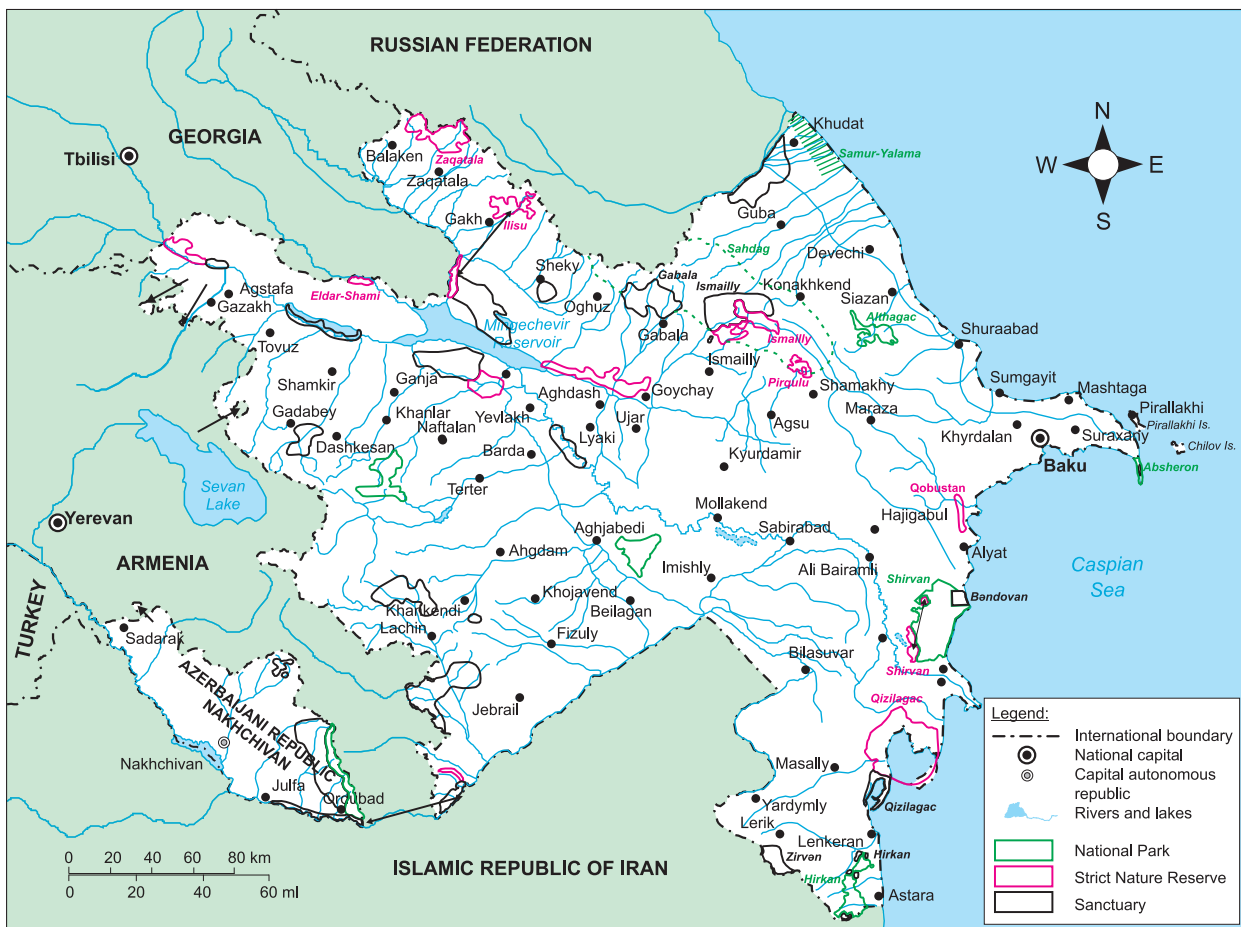 RUSSIAN FEDERATION
GEORGIA
Tbilisi
Balaken
Zaqatala
Zaqatala
Gakh
Ilisu
Khudat
Samur-Yalama
Guba
N
W
E
S
Sahdag
Devechi
Sheky
Gabala
Ismailly
Eldar-Shami
Oghuz
Konakhkend
Siazan
Agstafa
Gazakh
Althagac
Mingechevir
Reservoir
Gabala
Ismailly
Shuraabad
Tovuz
Ismailly
Pirqulu
Shamkir
Ganja
Shamakhy
Sumgayit
Mashtaga
Pirallakhi
Pirallakhi Is.
Aghdash
Goychay
Gadabey
Khanlar
Yevlakh
Ujar
Agsu
Maraza
Naftalan
Lyaki
Khyrdalan
Suraxany
Chilov Is.
Dashkesan
Barda
Kyurdamir
Baku
Absheron
Terter
Sevan
Lake
Qobustan
Yerevan
Mollakend
Hajigabul
Aghjabedi
Sabirabad
Alyat
ARMENIA
Ahgdam
Imishly
Ali Bairamli
Caspian
Sea
Shirvan
TURKEY
Khankendi
Khojavend
Beilagan
Bəndovan
Sadarak
Lachin
Fizuly
Bilasuvar
Shirvan
AZERBAIJANI REPUBLIC
NAKHCHIVAN
Jebrail
Qizilagac
Nakhchivan
Masally
Julfa
Ordubad
Yardymly
Qizilagac
Lerik
Lenkeran
Zirvən
Hirkan
Hirkan
Astara
ISLAMIC REPUBLIC OF IRAN
0 20 40 60 80 km
0 20 40 60 ml
Legend:
International boundary
National capital
Capital autonomous
republic
Rivers and lakes
National Park
Strict Nature Reserve
Sanctuary